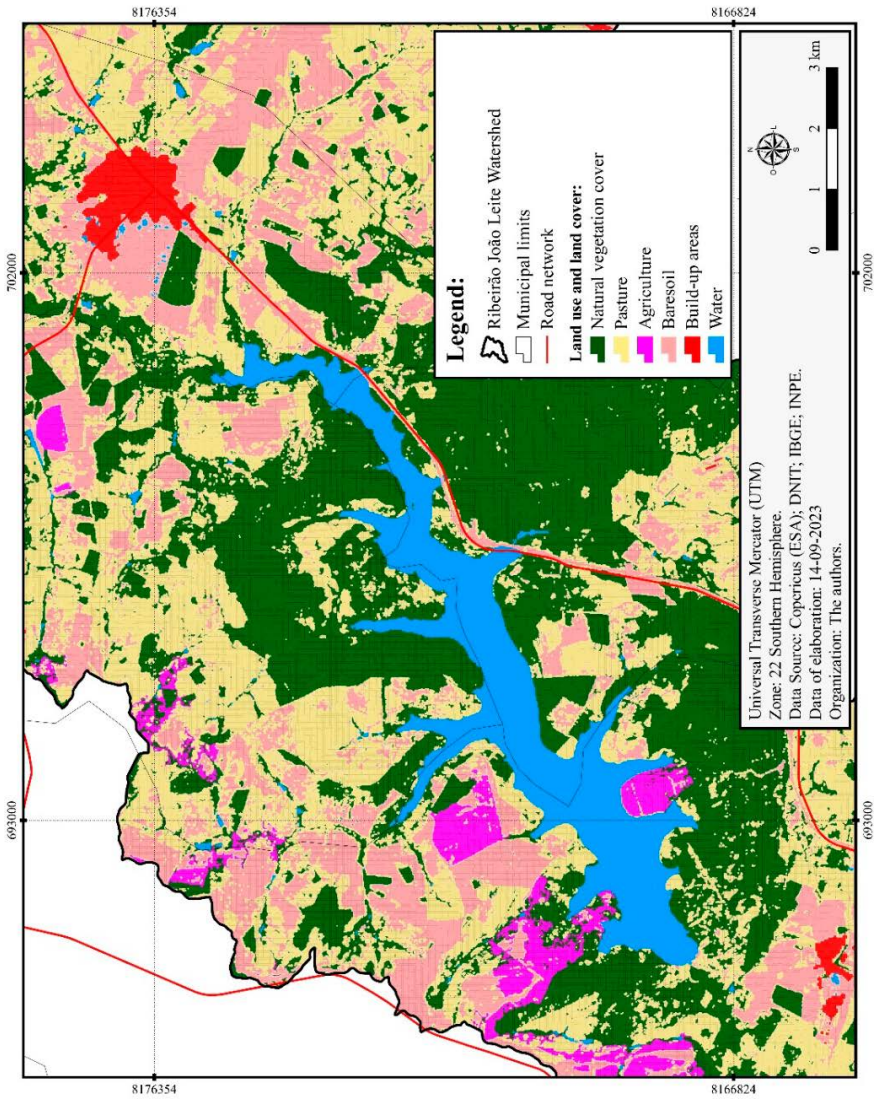 8176354
8166824
702000
702000
693000
693000
8176354
8166824
Legend:
Ribeirão João Leite Watershed
Municipal limits
Road network
Land use and land cover:
Natural vegetation cover
Pasture
Agriculture
Baresoil
Build-up areas
Water
Universal Transverse Mercator (UTM)
Zone: 22 Southern Hemisphere.
Data Source: Copericus (ESA); DNIT; IBGE; INPE.
Data of elaboration: 14-09-2023
Organization: The authors.
N
O
L
S
0 1 2 3 km